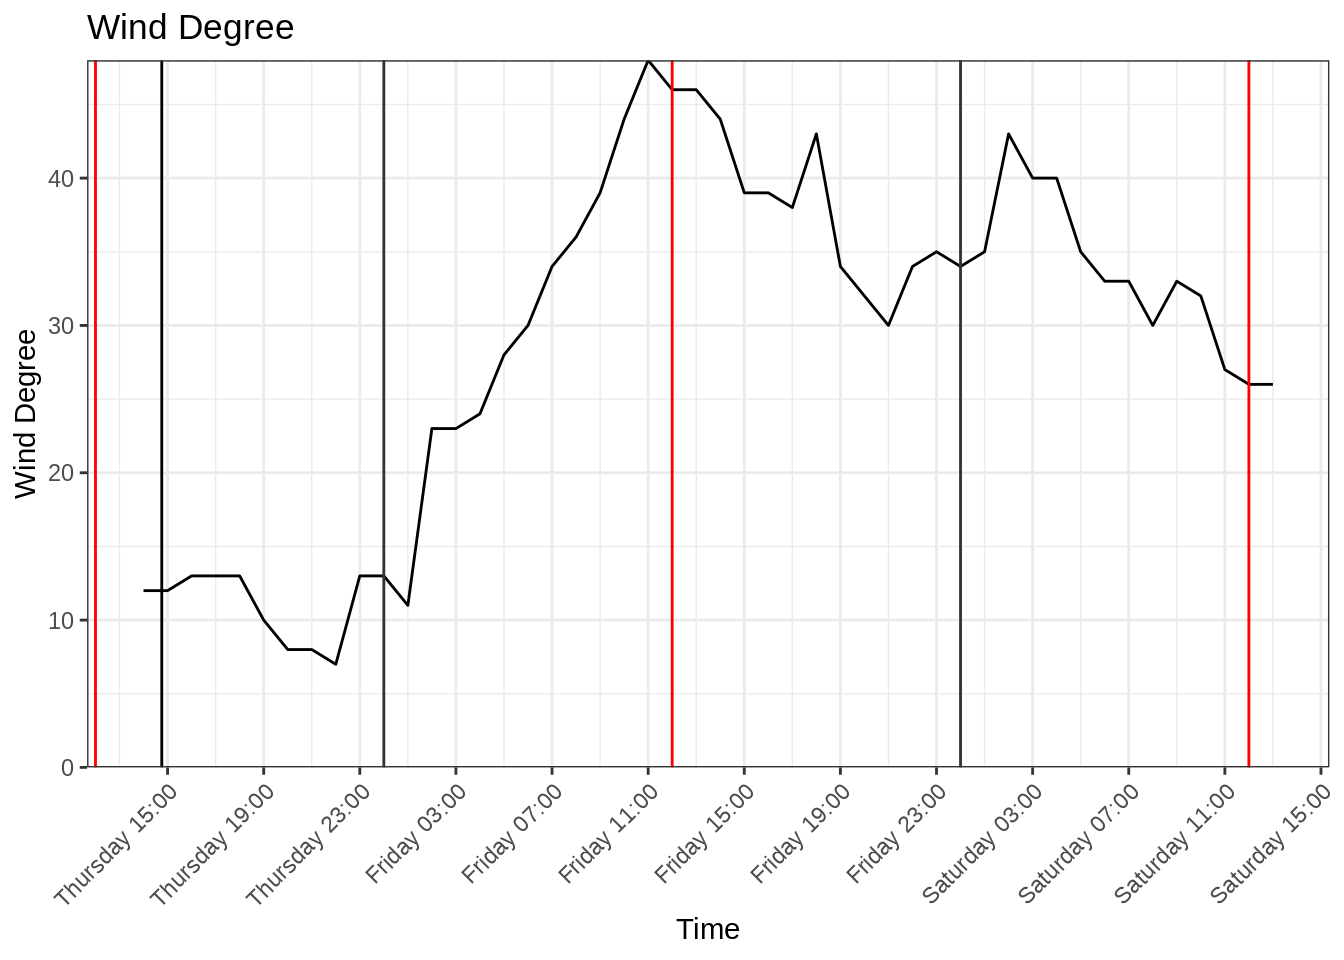 Wind Degree
Wind Degree
40
30
20
10
0
Thursday 15:00
Thursday 19:00
Thursday 23:00
Friday 03:00
Friday 07:00
Friday 11:00
Friday 15:00
Friday 19:00
Friday 23:00
Saturday 03:00
Saturday 07:00
Saturday 11:00
Saturday 15:00
Time